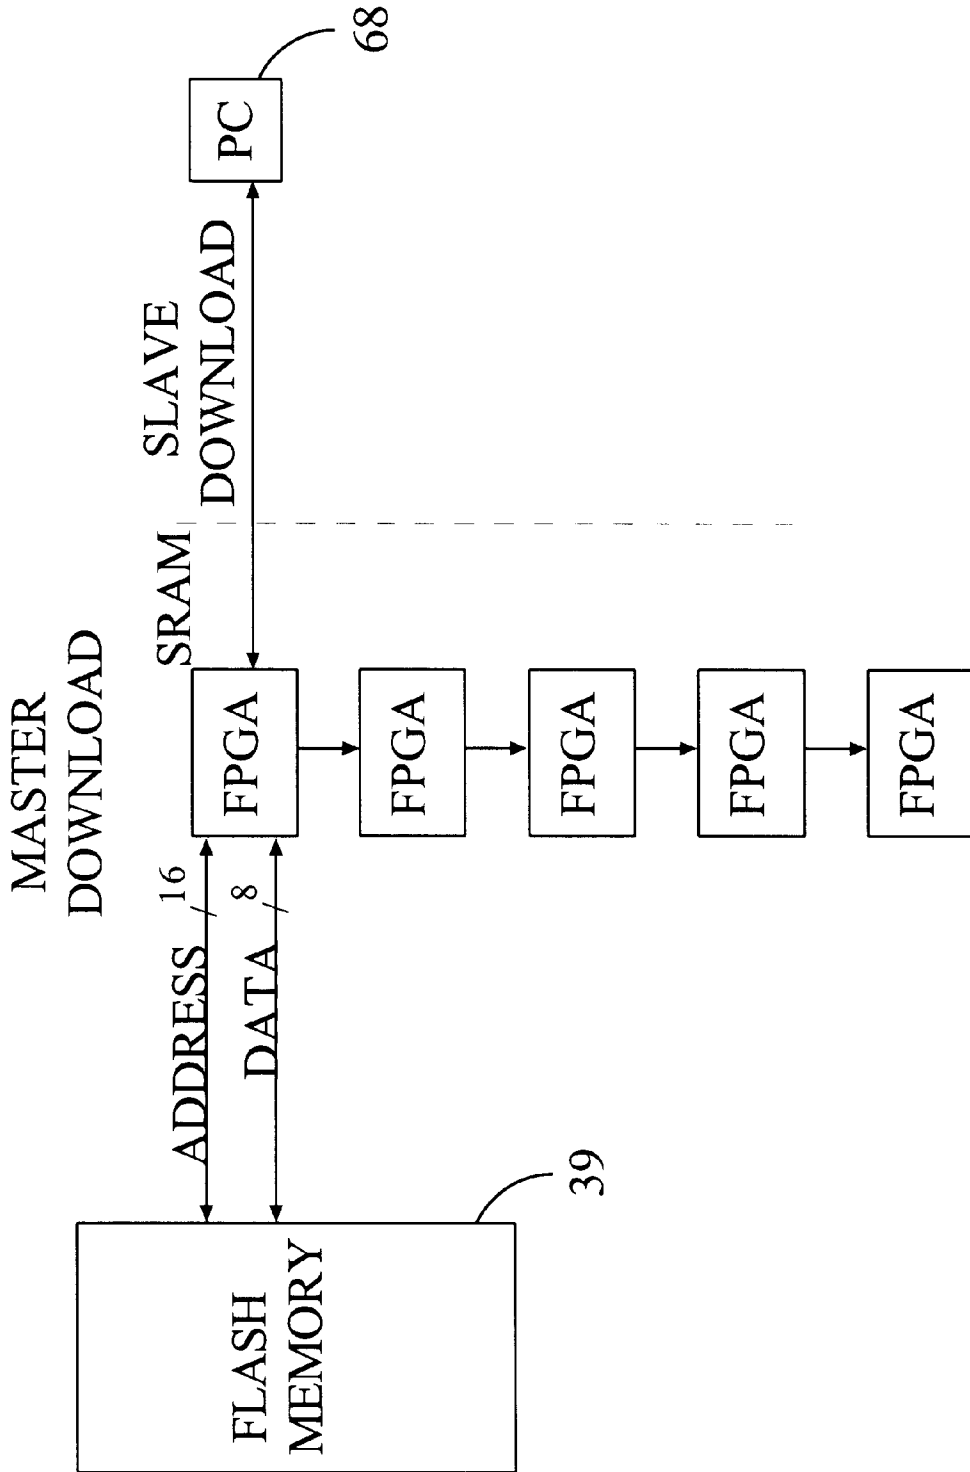 MASTER
DOWNLOAD
FLASH
MEMORY
39
ADDRESS
16
DATA
8
FPGA
FPGA
FPGA
FPGA
FPGA
SRAM
SLAVE
DOWNLOAD
PC
68